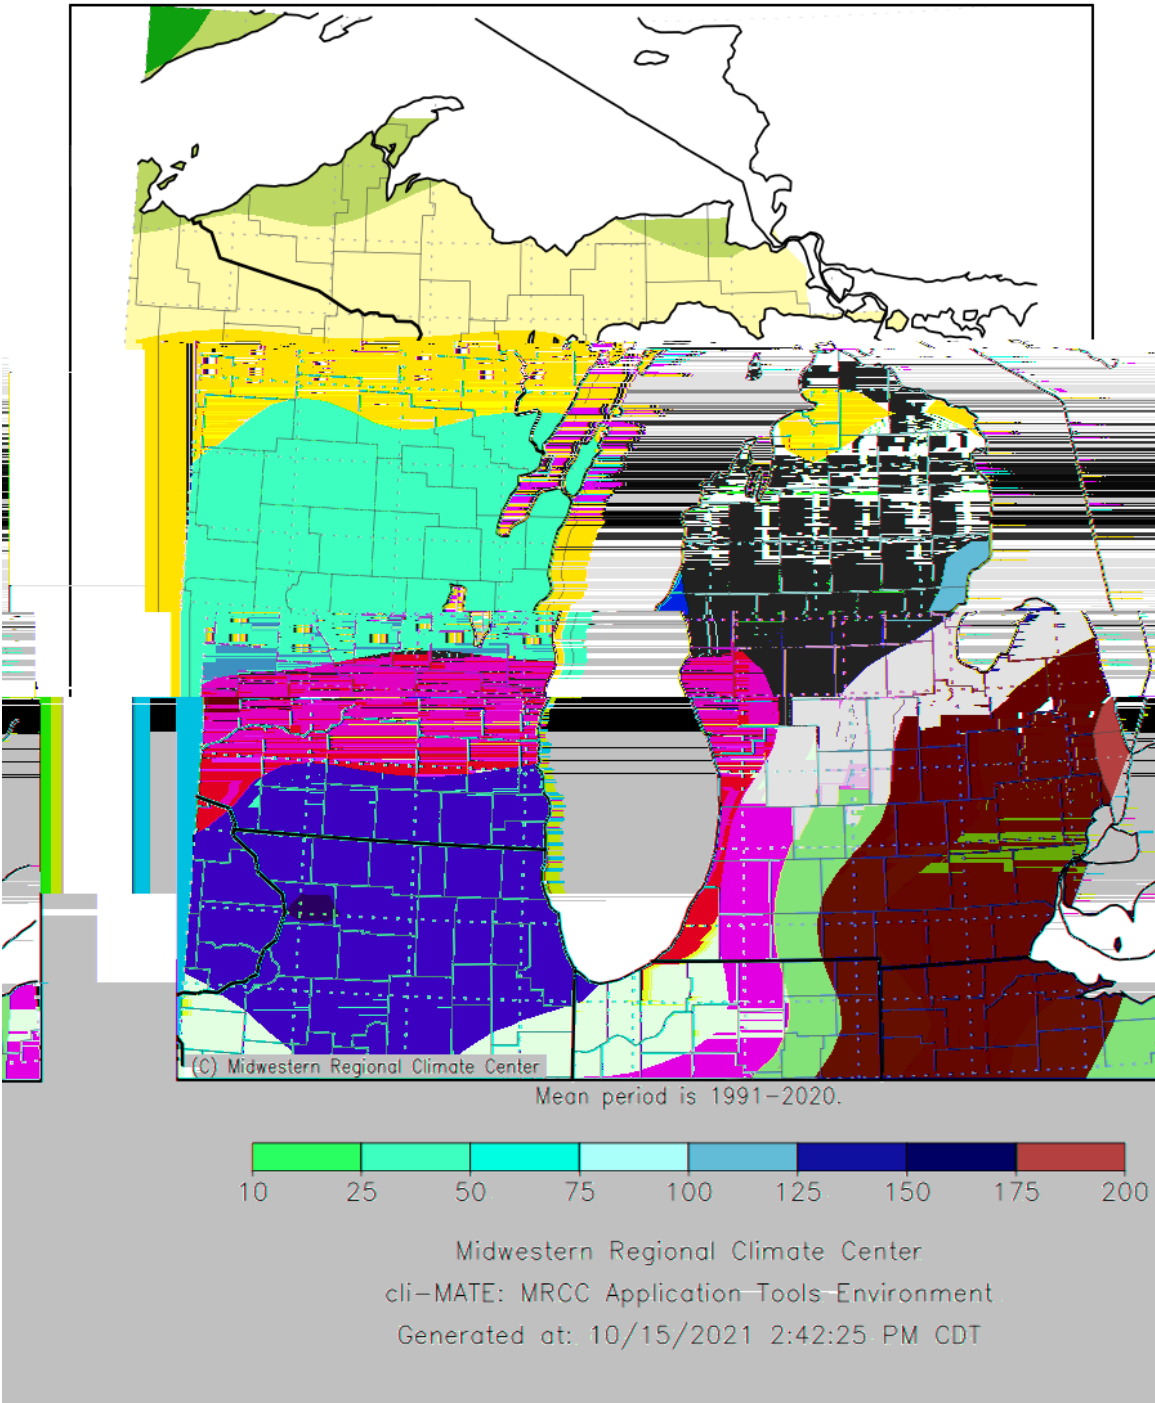 (C) Midwestern Regional Climate Center
Mean period is 1991-2020.
10 25 50 75 100 125 150 175 200
Midwestern Regional Climate Center
cli-MATE: MRCC Application Tools Environment
Generated at: 10/15/2021 2:42:25 PM CDT